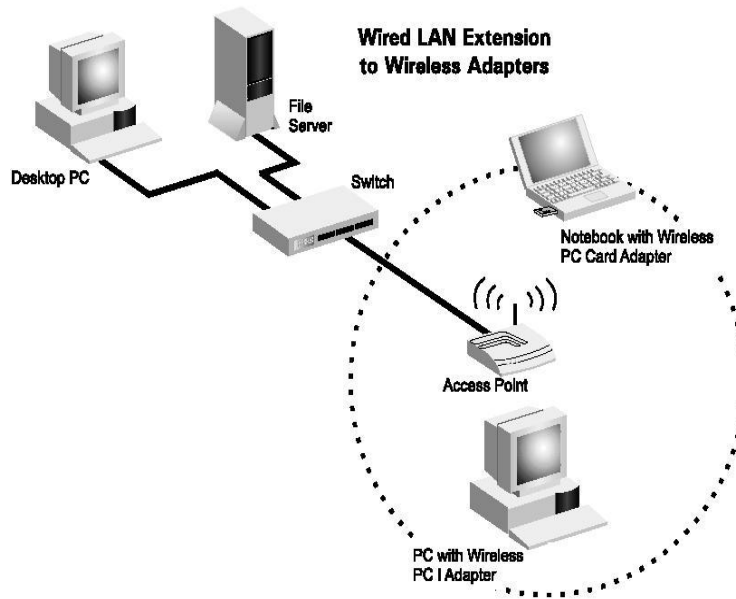 Wired LAN Extension
to Wireless Adapters
File
Server
Desktop PC
Switch
Notebook with Wireless
PC Card Adapter
Access Point
PC with Wireless
PC I Adapter